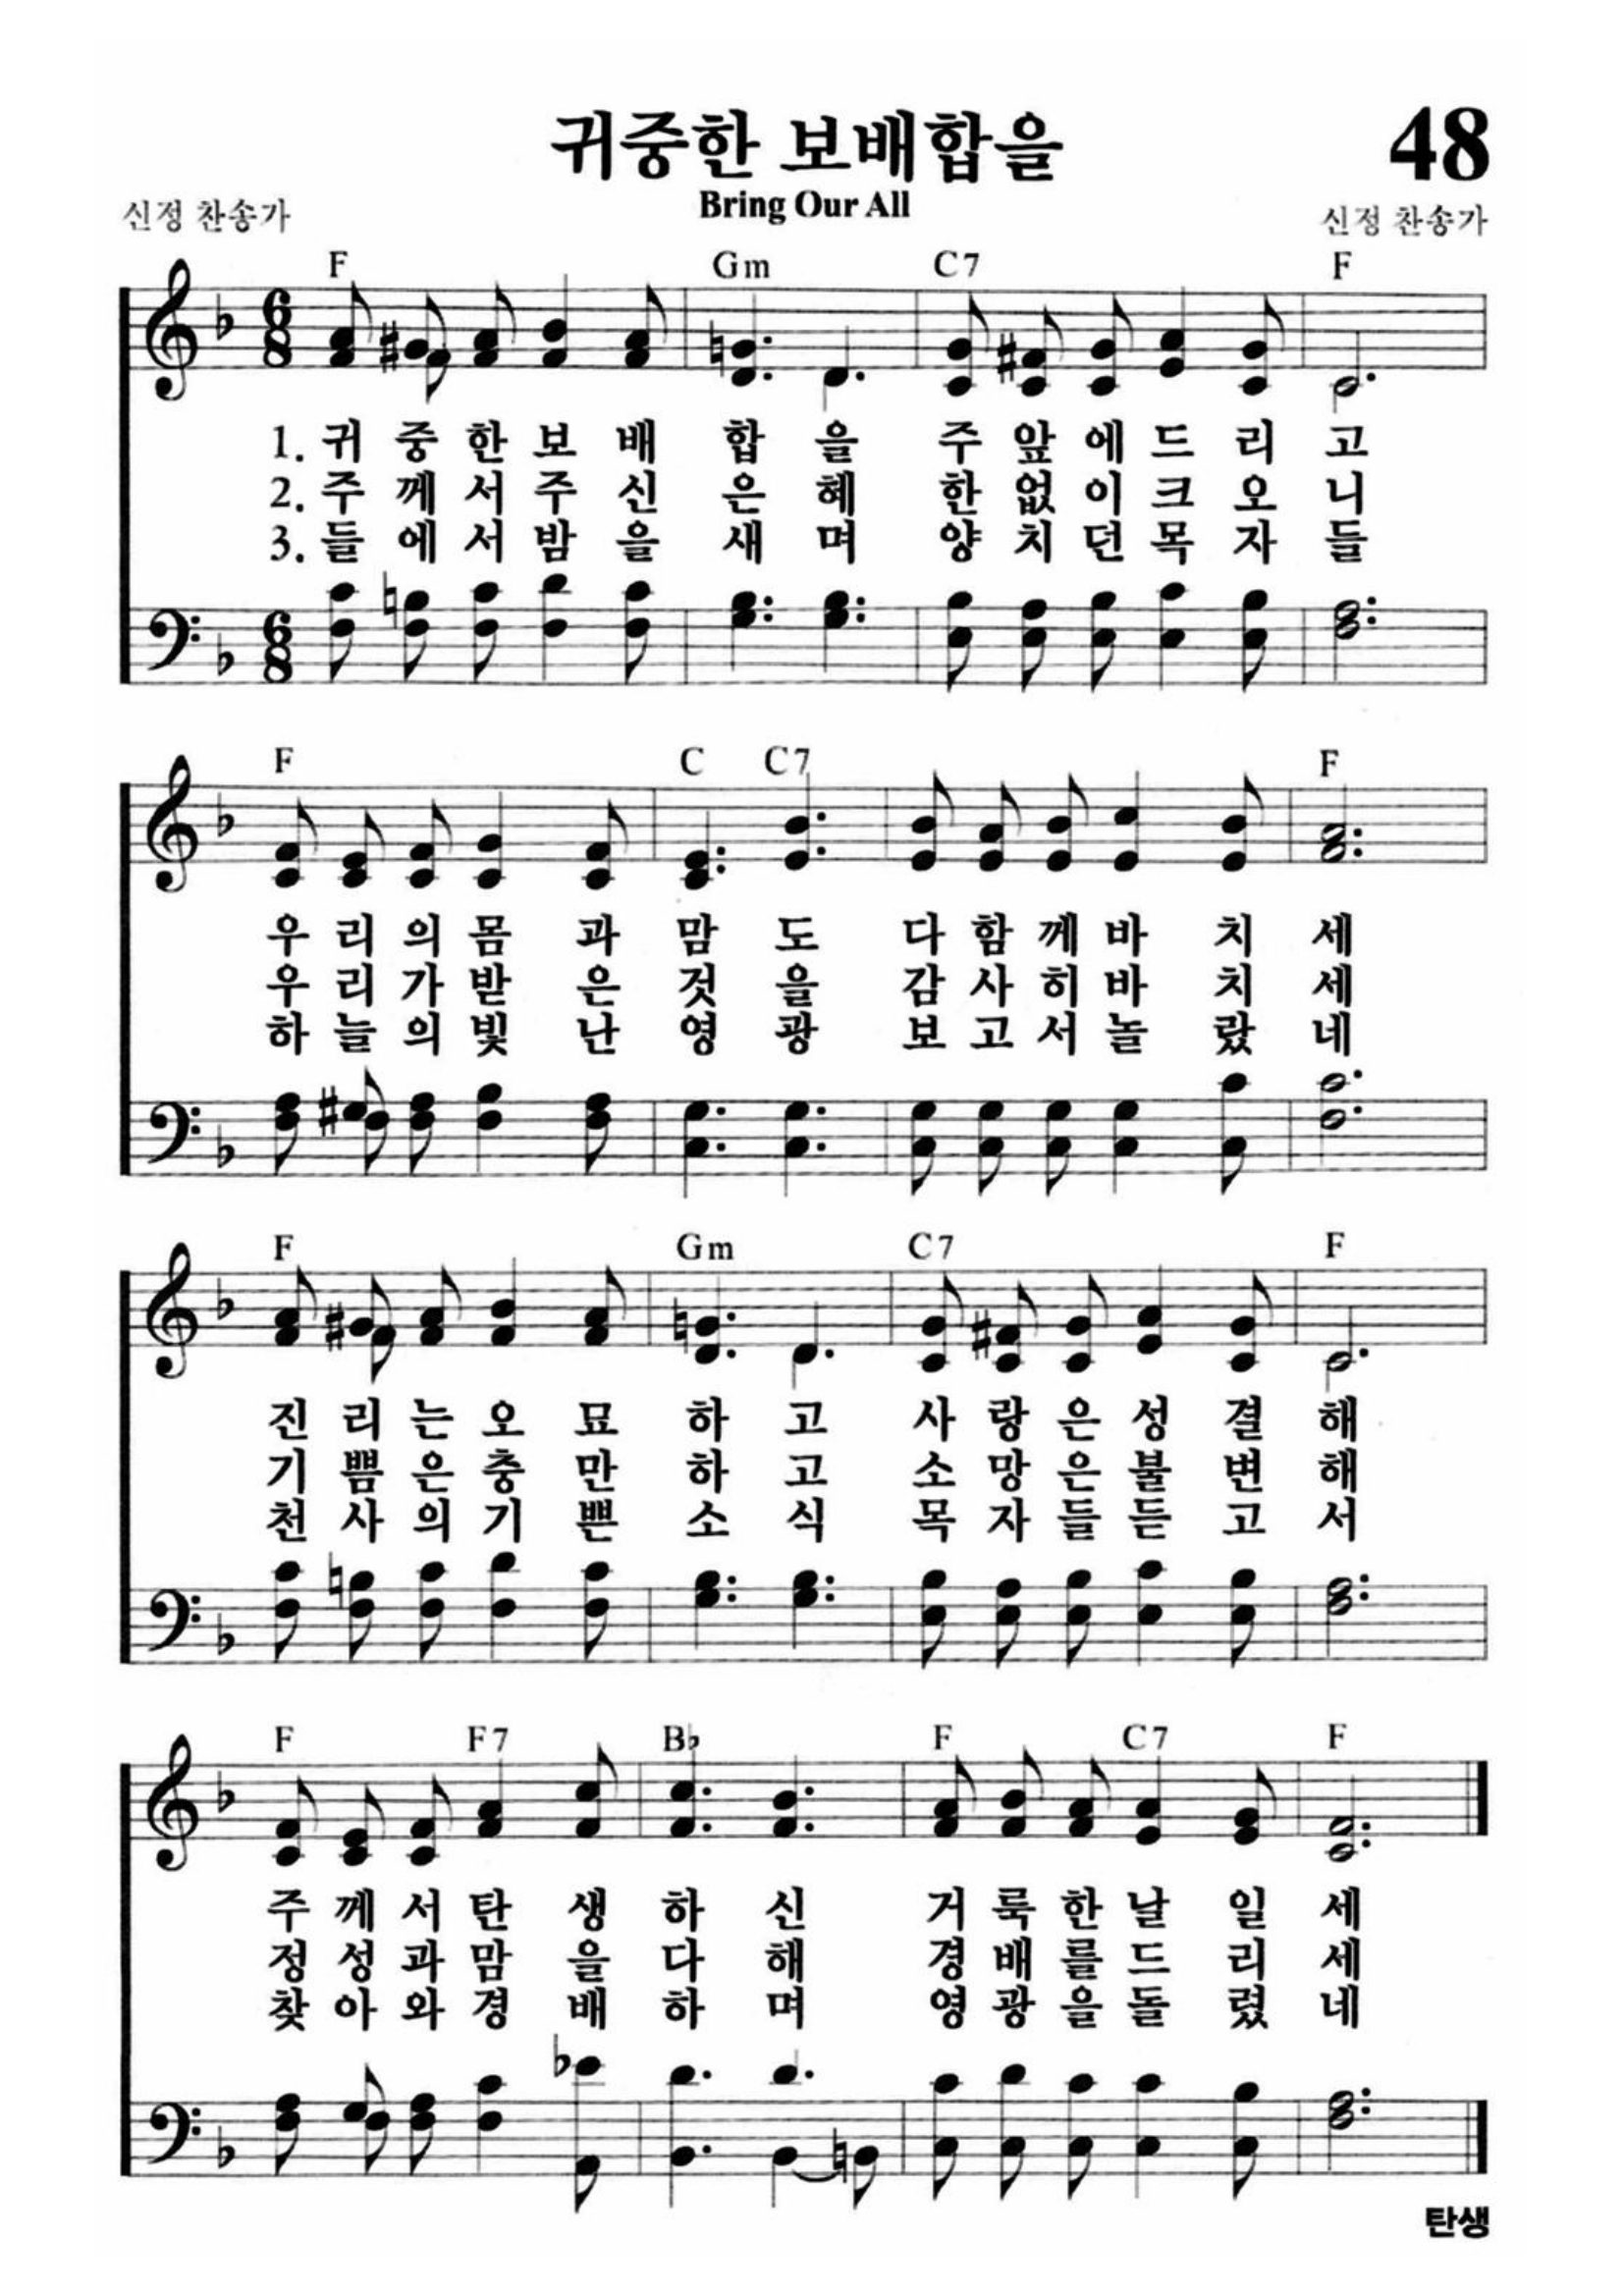 귀중한 보배합을 48
Bring Our All
신정 찬송가 신정 찬송가
F Gm C7 F
1. 귀 중 한 보 배 합 을 주 앞 에 드 리 고
2. 주 께 서 주 신 은 혜 한 없 이 크 오 니
3. 들 에 서 밤 을 새 며 양 치 던 목 자 들
F C C7 F
우 리 의 몸 과 맘 도 다 함 께 바 치 세
우 리 가 받 은 것 을 감 사 히 바 치 세
하 늘 의 빛 난 영 광 보 고 서 놀 랐 네
F Gm C7 F
진 리 는 오 묘 하 고 사 랑 은 성 결 해
기 쁨 은 충 만 하 고 소 망 은 불 변 해
천 사 의 기 쁜 소 식 목 자 들 듣 고 서
F F7 B♭ F C7 F
주 께 서 탄 생 하 신 거 룩 한 날 일 세
정 성 과 맘 을 다 해 경 배 를 드 리 세
찾 아 와 경 배 하 며 영 광 을 돌 렸 네
탄생